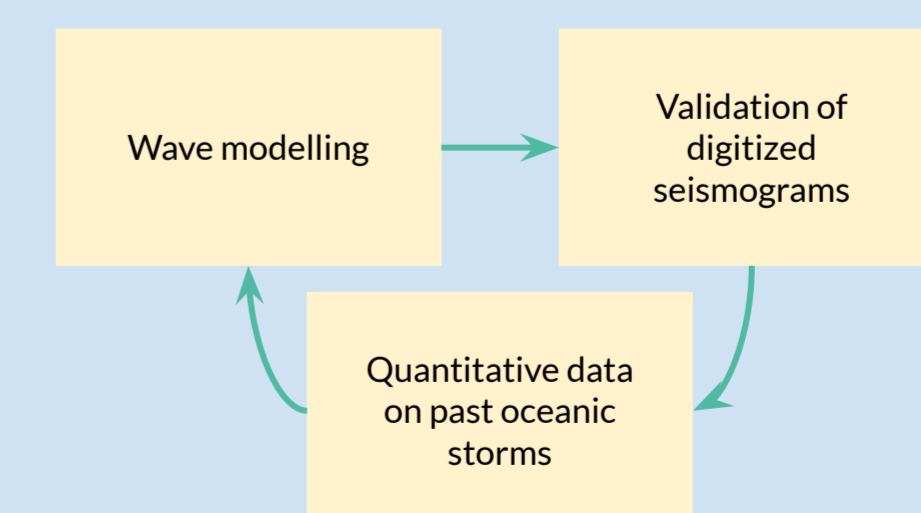 Wave modelling
Validation of
digitized
seismograms
Quantitative data
on past oceanic
storms